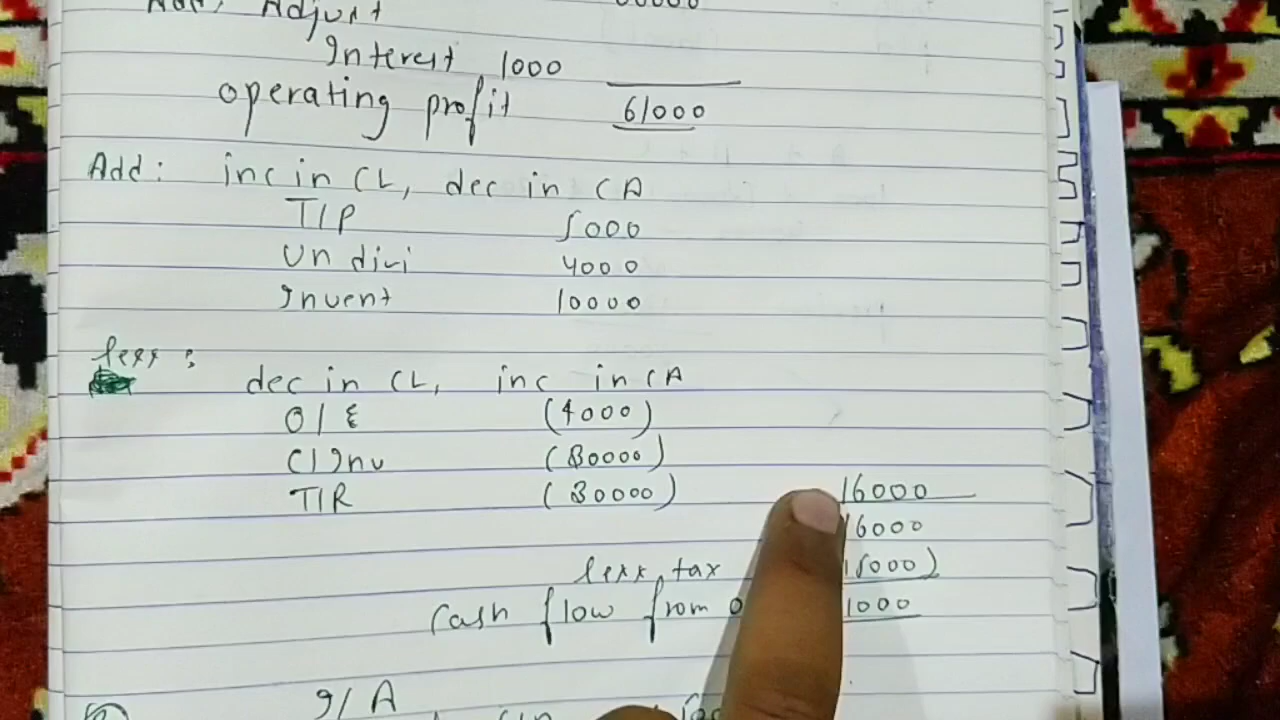 Adjust
Interest 1000
operating profit 61000
Add: inc in CL, dec in CA
T/P 5000
Un divi 4000
Invent 10000
less:
dec in CL, inc in CA
O/E (4000)
Cl Inv (30000)
T/R (30000) 16000
16000
less tax 15000)
Cash flow from 0 1000
I/A